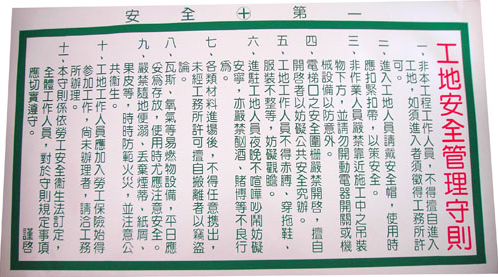 安全第一
工地安全管理守則
一、非本工程工作人員，不得擅自進入
工地，如須進入者須徵得工務所許
可。
二、進入工地人員請戴安全帽，使用時
應扣緊扣帶，以策安全。
三、非作業人員嚴禁靠近施工中之吊裝
物下方，並請勿開動電器開關或機
械設備以防意外。
四、電梯口之安全圍柵嚴禁開啓，擅自
開啓者以妨礙公共安全究辦。
五、工地工作人員不得赤膊、穿拖鞋、
服裝不整等，妨礙觀瞻。
六、進駐工地人員夜晚不喧嘩吵鬧妨礙
安寧，亦嚴禁酗酒、賭博等不良行
為。
七、各類材料進場後，不得任意携出，
未經工務所許可擅自搬離者以竊盜
論。
八、瓦斯、氧氣等易燃物設備，平日應
妥為存放，使用時尤應注意安全。
九、嚴禁隨地便溺、丟棄煙蒂、紙屑、
果皮等，時時防範火災，並注意公
共衛生。
十、工地工作人員應加入勞工保險始得
參加工作，尚未辦理者，請洽工務
所辦理。
十一、本守則係依勞工安全衛生法訂定，
全體工作人員，對於守則規定事項
應切實遵守。
謹啓